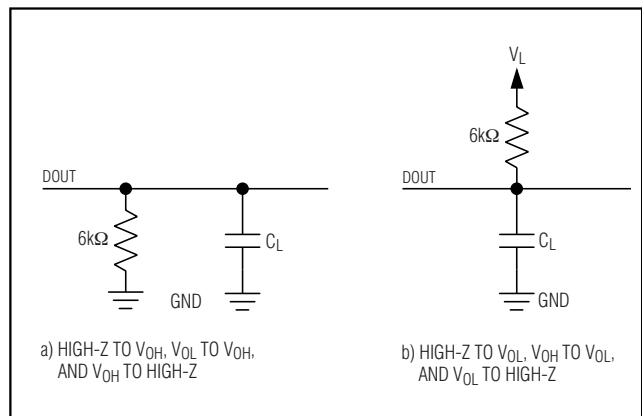 DOUT
6kΩ
C_L
GND
a) HIGH-Z TO V_OH, V_OL TO V_OH,
AND V_OH TO HIGH-Z
V_L
6kΩ
DOUT
C_L
GND
b) HIGH-Z TO V_OL, V_OH TO V_OL,
AND V_OL TO HIGH-Z